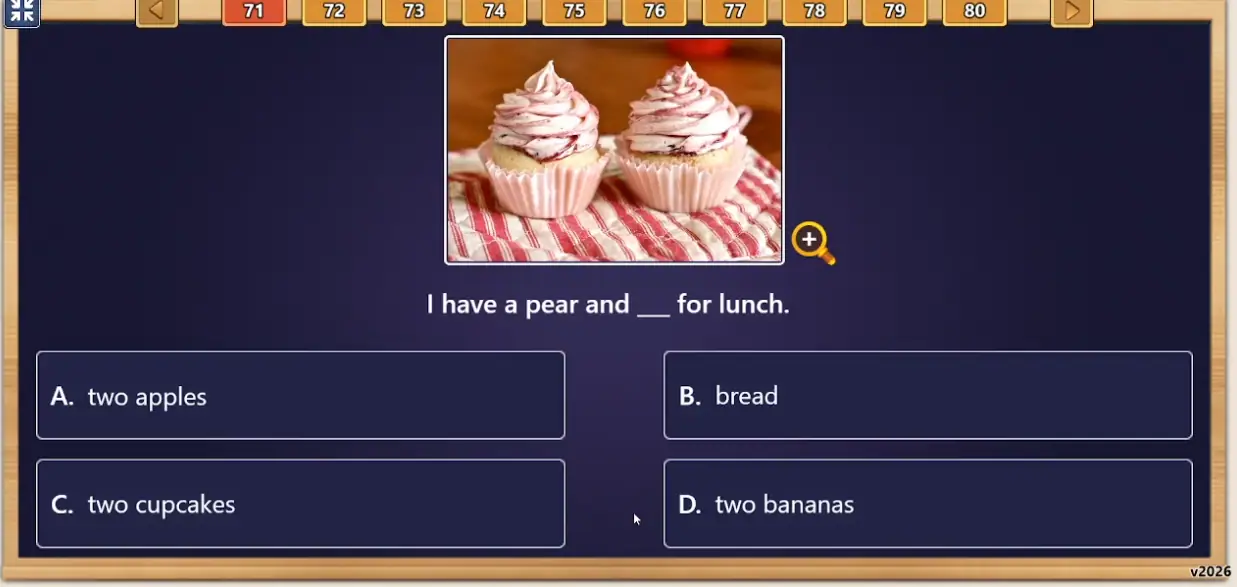 71 72 73 74 75 76 77 78 79 80
I have a pear and ___ for lunch.
A. two apples
B. bread
C. two cupcakes
D. two bananas
v2026